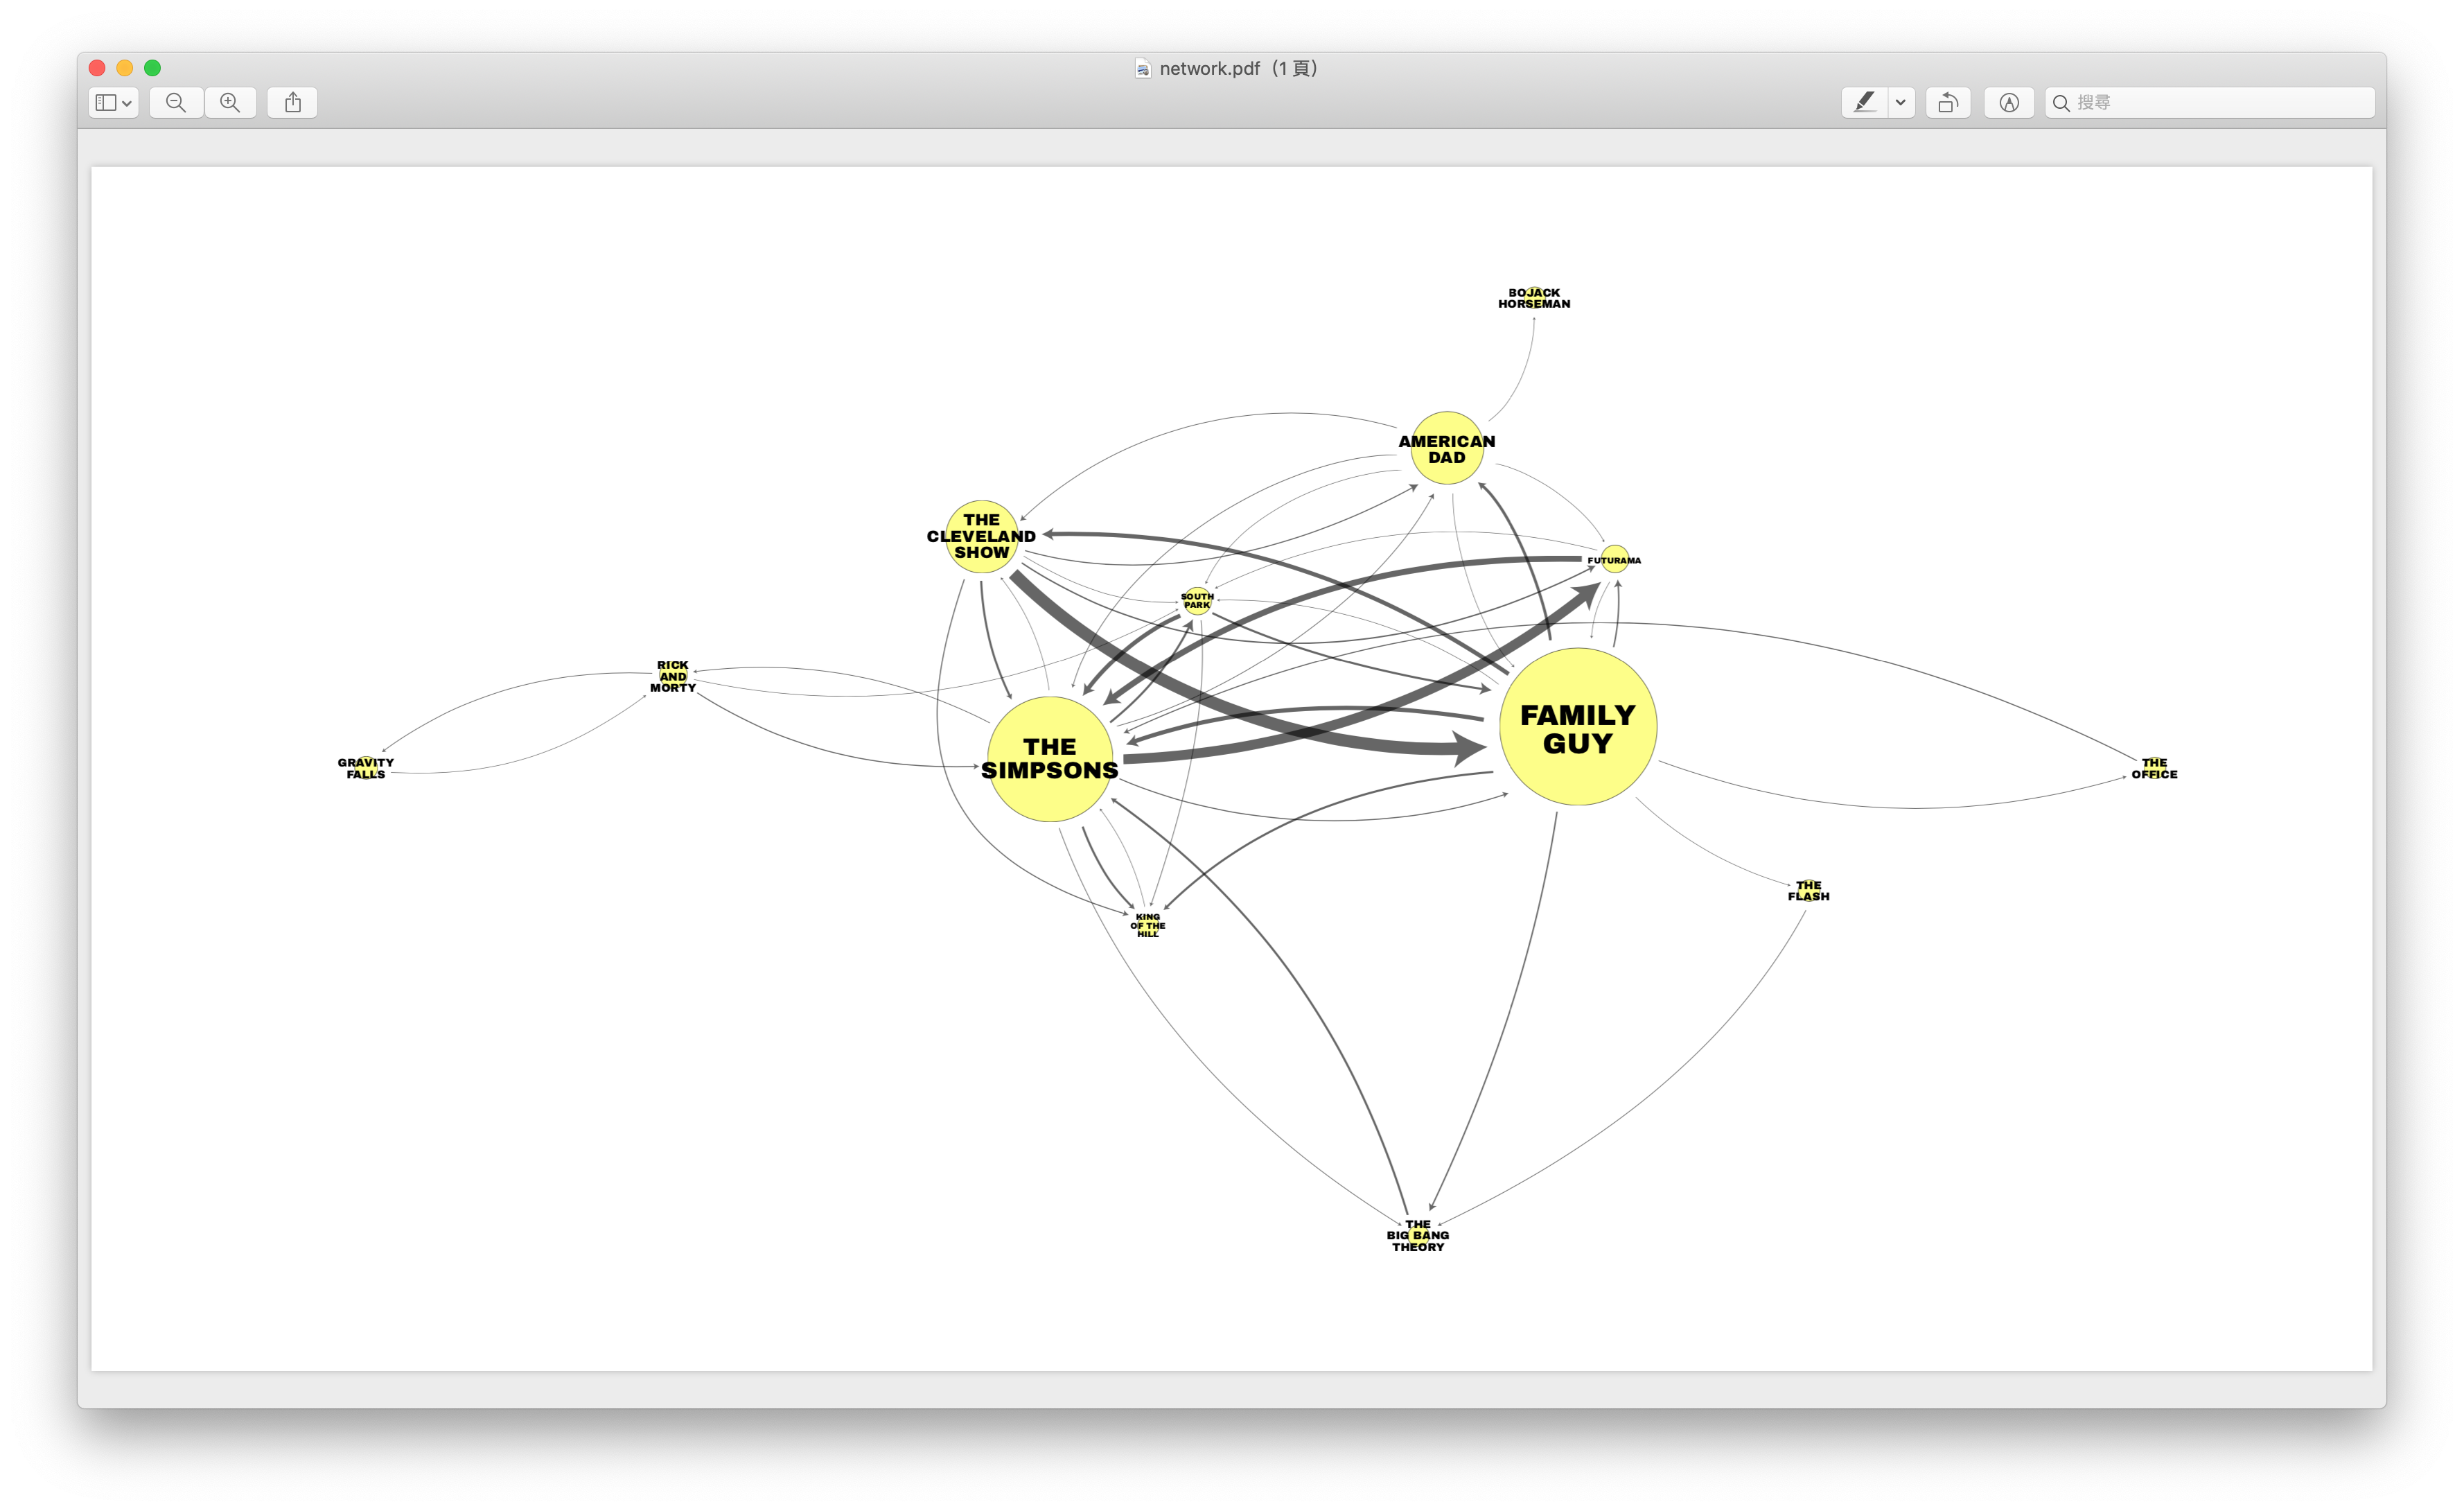 network.pdf（1 頁）
搜尋
BOJACK
HORSEMAN
AMERICAN
DAD
THE
CLEVELAND
SHOW
FUTURAMA
SOUTH
PARK
RICK
AND
MORTY
FAMILY
GUY
THE
SIMPSONS
GRAVITY
FALLS
THE
OFFICE
THE
FLASH
KING
OF THE
HILL
THE
BIG BANG
THEORY